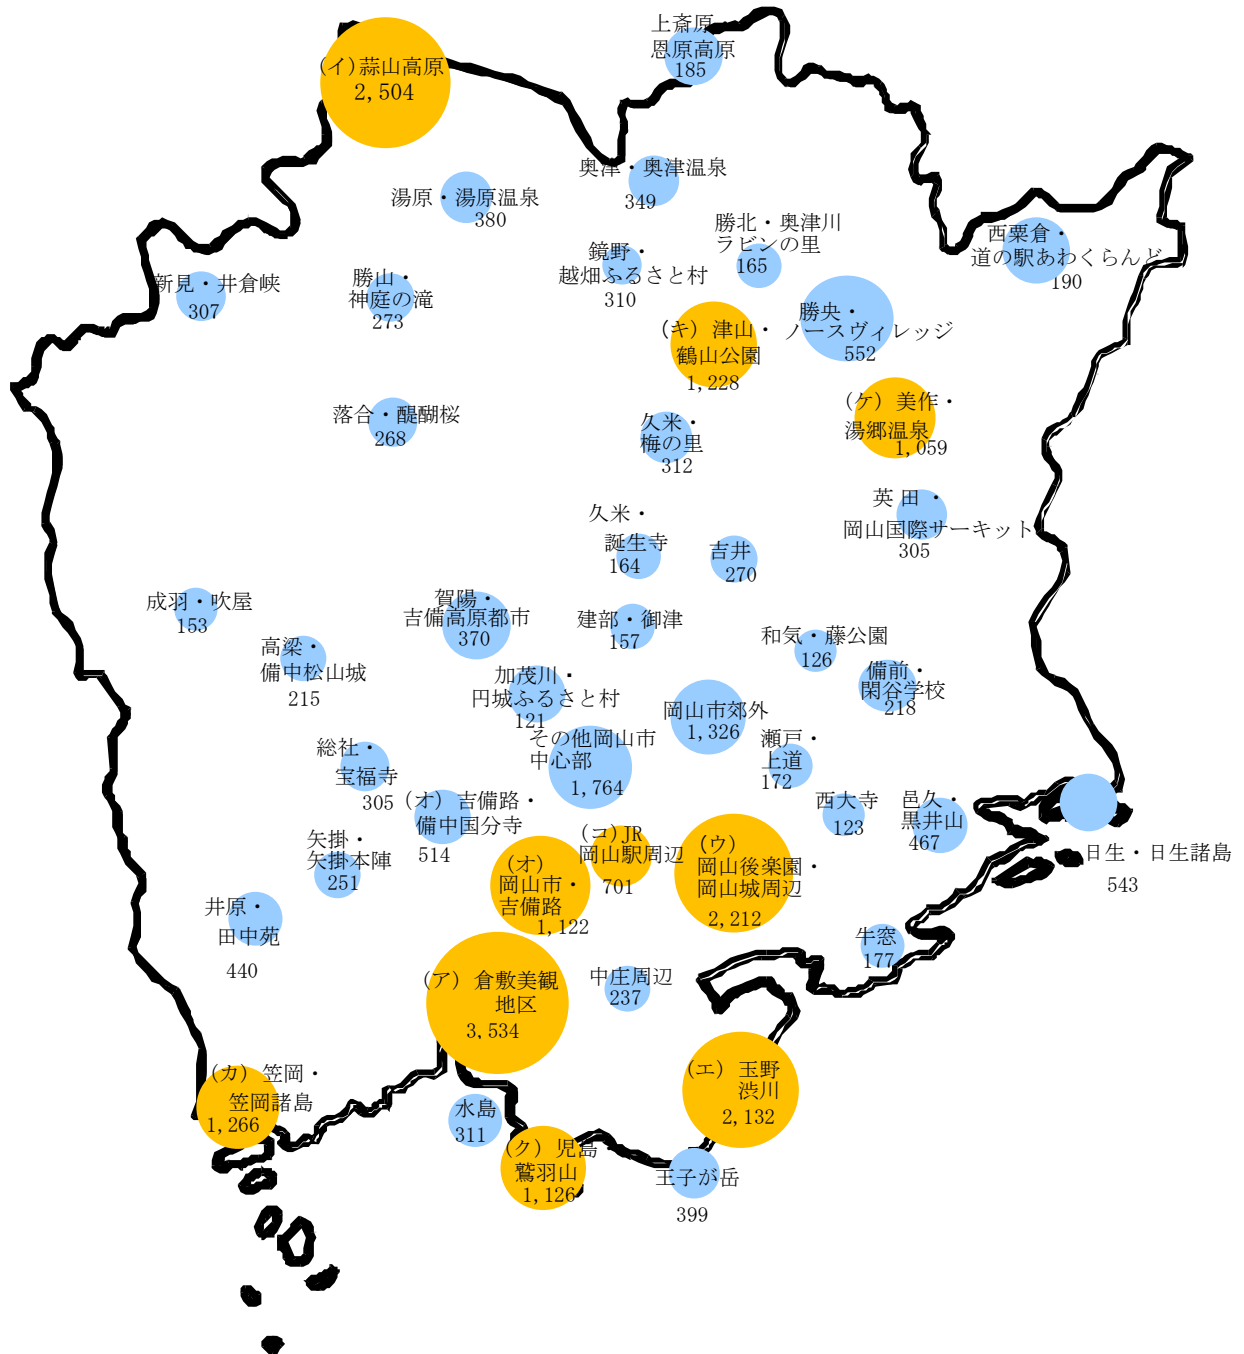 上斎原・
恩原高原
185
(イ)蒜山高原
2,504
奥津・奥津温泉
349
湯原・湯原温泉
380
勝北・奥津川
ラビンの里
165
西粟倉・
道の駅あわくらんど
190
鏡野・
越畑ふるさと村
310
新見・井倉峡
307
勝山・
神庭の滝
273
(キ)津山・
鶴山公園
1,228
勝央・
ノースヴィレッジ
552
(ケ)美作・
湯郷温泉
1,059
落合・醍醐桜
268
久米・
梅の里
312
英田・
岡山国際サーキット
305
久米・
誕生寺
164
吉井
270
成羽・吹屋
153
賀陽・
吉備高原都市
370
建部・御津
157
和気・藤公園
126
高梁・
備中松山城
215
備前・
閑谷学校
218
加茂川・
円城ふるさと村
121
岡山市郊外
1,326
その他岡山市
中心部
1,764
瀬戸・
上道
172
総社・
宝福寺
305
(オ)吉備路・
備中国分寺
514
西大寺
123
邑久・
黒井山
467
日生・日生諸島
543
矢掛・
矢掛本陣
251
(オ)
岡山市・
吉備路
1,122
(コ)JR
岡山駅周辺
701
(ウ)
岡山後楽園・
岡山城周辺
2,212
井原・
田中苑
440
牛窓
177
(ア)倉敷美観
地区
3,534
中庄周辺
237
(カ)笠岡・
笠岡諸島
1,266
水島
311
(エ)玉野
渋川
2,132
(ク)児島・
鷲羽山
1,126
王子が岳
399